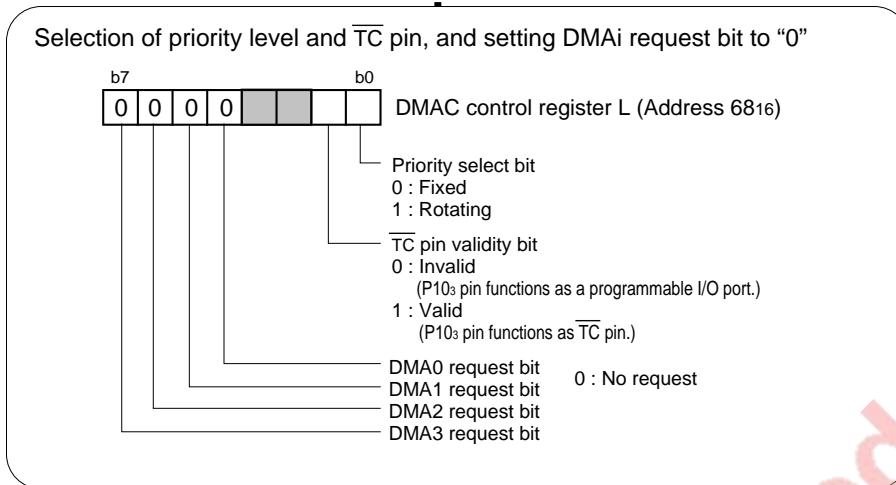 Selection of priority level and TC pin, and setting DMAi request bit to “0”
b7 b0
0 0 0 0 DMAC control register L (Address 6816)
Priority select bit
0 : Fixed
1 : Rotating
TC pin validity bit
0 : Invalid
(P103 pin functions as a programmable I/O port.)
1 : Valid
(P103 pin functions as TC pin.)
DMA0 request bit
DMA1 request bit 0 : No request
DMA2 request bit
DMA3 request bit